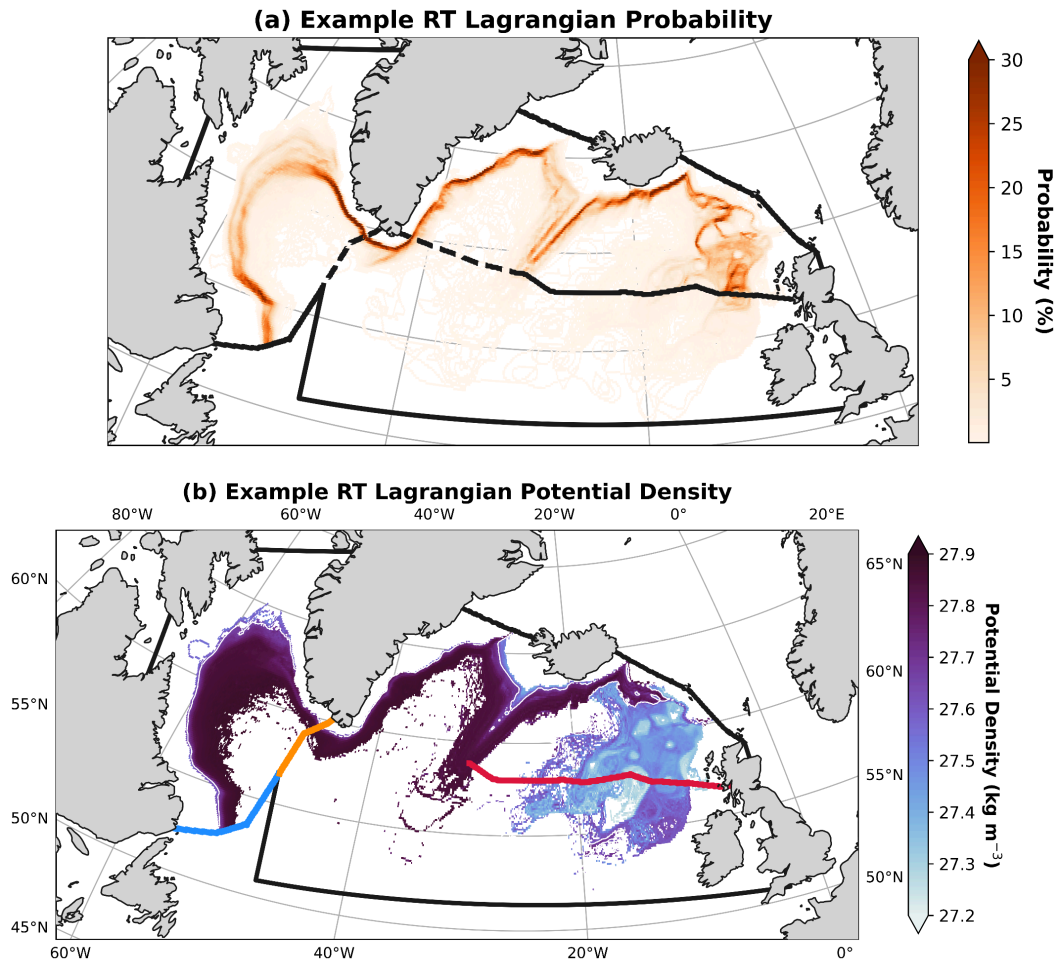 (a) Example RT Lagrangian Probability
30
25
20
15
10
5
Probability (%)
(b) Example RT Lagrangian Potential Density
80°W
60°W
40°W
20°W
0°
20°E
60°N
55°N
50°N
45°N
65°N
60°N
55°N
50°N
60°W
40°W
20°W
0°
27.9
27.8
27.7
27.6
27.5
27.4
27.3
27.2
Potential Density (kg m⁻³)